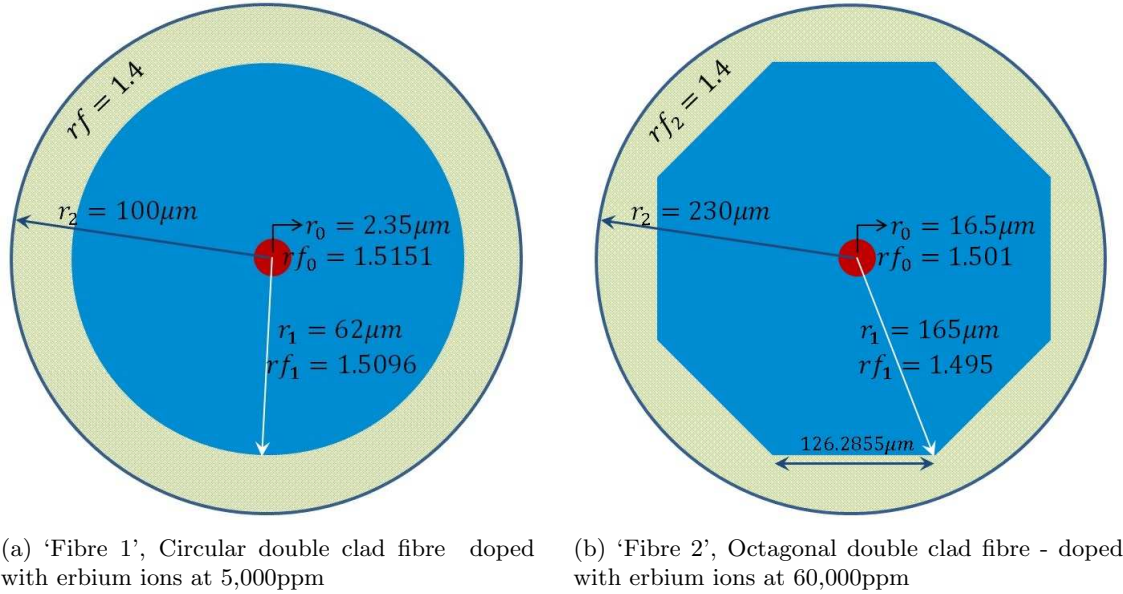 rf = 1.4
r₂ = 100μm
r₀ = 2.35μm
rf₀ = 1.5151
r₁ = 62μm
rf₁ = 1.5096
rf₂ = 1.4
r₂ = 230μm
r₀ = 16.5μm
rf₀ = 1.501
r₁ = 165μm
rf₁ = 1.495
126.2855μm
(a) ‘Fibre 1’, Circular double clad fibre doped
with erbium ions at 5,000ppm
(b) ‘Fibre 2’, Octagonal double clad fibre - doped
with erbium ions at 60,000ppm